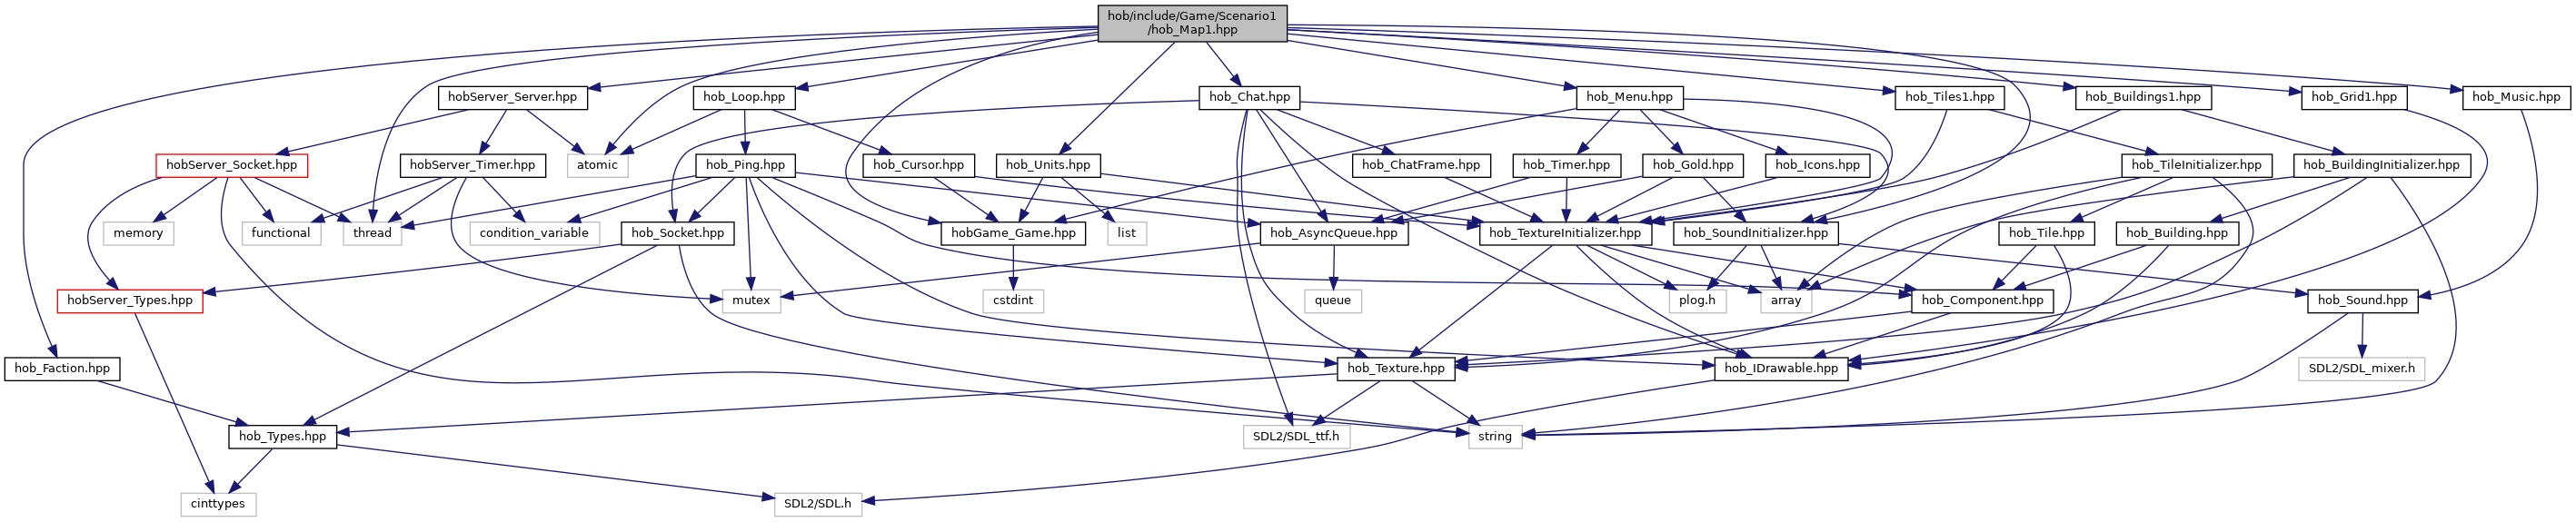 hob/include/Game/Scenario1
/hob_Map1.hpp
hobServer_Server.hpp
hob_Loop.hpp
hob_Chat.hpp
hob_Menu.hpp
hob_Tiles1.hpp
hob_Buildings1.hpp
hob_Grid1.hpp
hob_Music.hpp
hobServer_Socket.hpp
hobServer_Timer.hpp
atomic
hob_Ping.hpp
hob_Cursor.hpp
hob_Units.hpp
hob_ChatFrame.hpp
hob_Timer.hpp
hob_Gold.hpp
hob_Icons.hpp
hob_TileInitializer.hpp
hob_BuildingInitializer.hpp
memory
functional
thread
condition_variable
hob_Socket.hpp
hobGame_Game.hpp
list
hob_AsyncQueue.hpp
hob_TextureInitializer.hpp
hob_SoundInitializer.hpp
hob_Tile.hpp
hob_Building.hpp
hobServer_Types.hpp
mutex
cstdint
queue
plog.h
array
hob_Component.hpp
hob_Sound.hpp
hob_Faction.hpp
hob_Texture.hpp
hob_IDrawable.hpp
SDL2/SDL_mixer.h
hob_Types.hpp
SDL2/SDL_ttf.h
string
cinttypes
SDL2/SDL.h